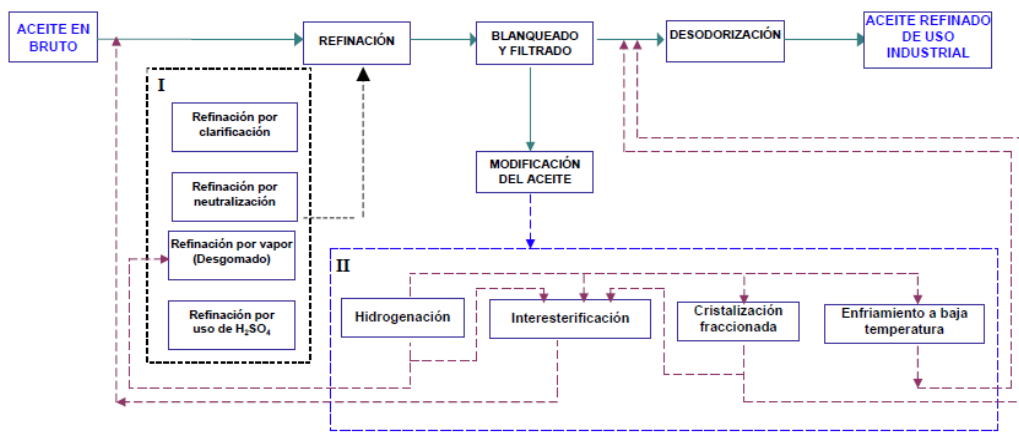 ACEITE EN
BRUTO
REFINACIÓN
BLANQUEADO
Y FILTRADO
DESODORIZACIÓN
ACEITE REFINADO
DE USO
INDUSTRIAL
I
Refinación por
clarificación
Refinación por
neutralización
Refinación por vapor
(Desgomado)
Refinación por
uso de H₂SO₄
MODIFICACIÓN
DEL ACEITE
II
Hidrogenación
Interesterificación
Cristalización
fraccionada
Enfriamiento a baja
temperatura